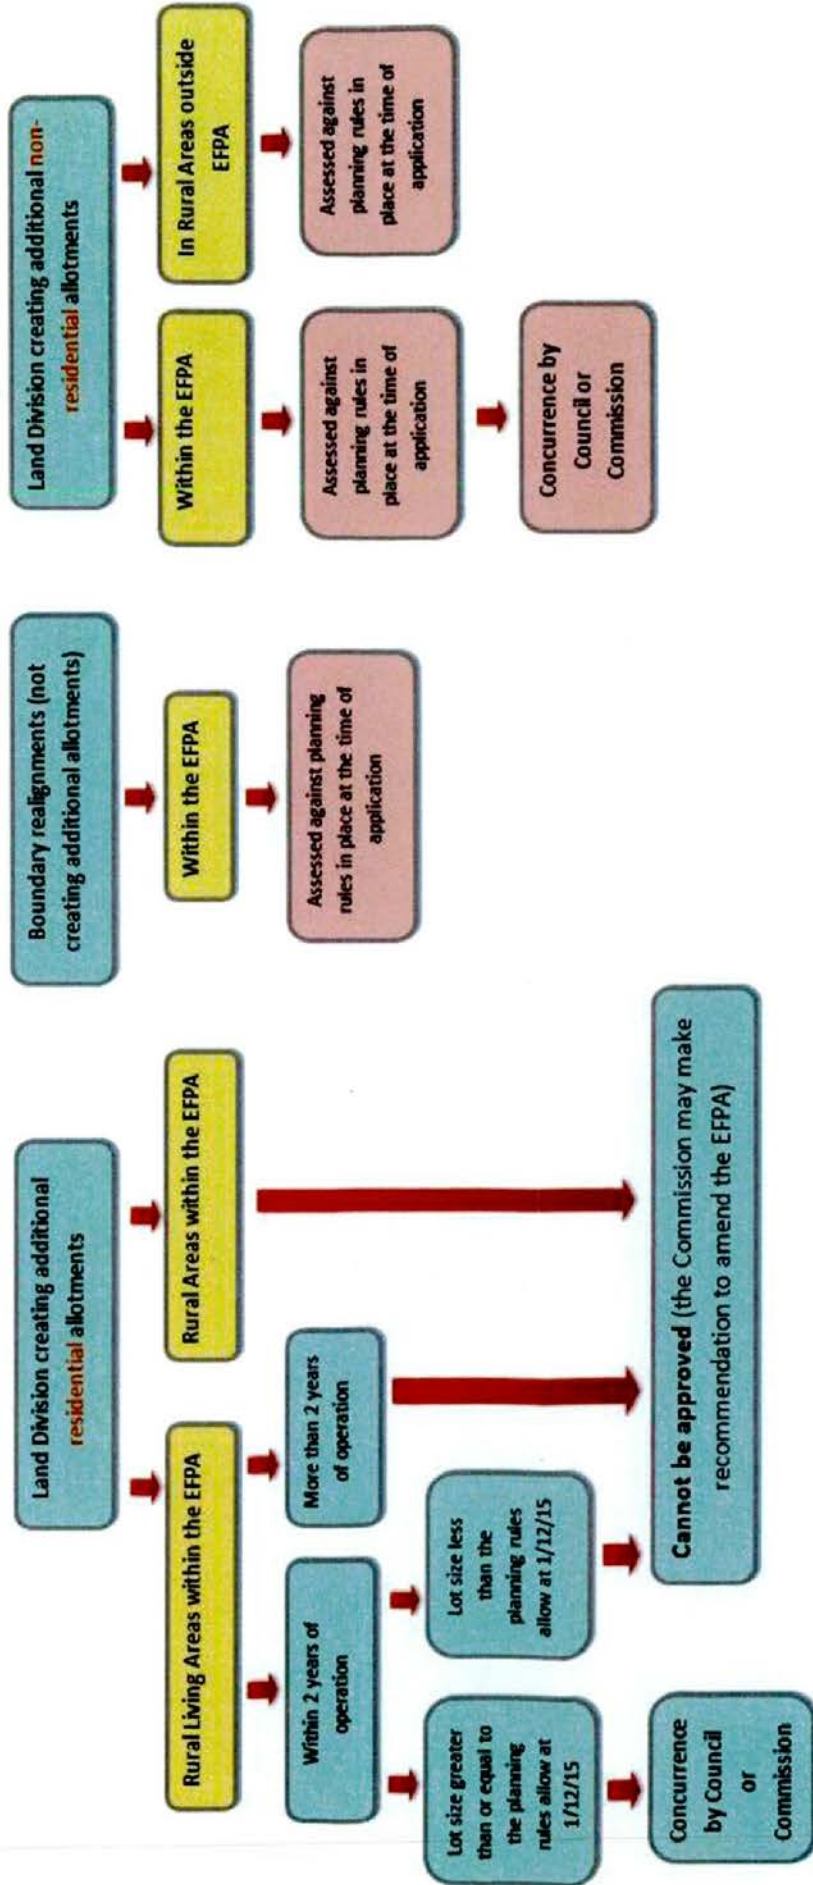 Land Division creating additional
residential allotments
Rural Living Areas within the EFPA
Rural Areas within the EFPA
Within 2 years of
operation
More than 2 years
of operation
Lot size greater
than or equal to
the planning
rules allow at
1/12/15
Lot size less
than the
planning rules
allow at 1/12/15
Concurrence
by Council
or
Commission
Cannot be approved (the Commission may make
recommendation to amend the EFPA)
Boundary realignments (not
creating additional allotments)
Within the EFPA
Assessed against planning
rules in place at the time of
application
Land Division creating additional non-
residential allotments
Within the EFPA
In Rural Areas outside
EFPA
Assessed against
planning rules in
place at the time of
application
Assessed against
planning rules in
place at the time of
application
Concurrence by
Council or
Commission